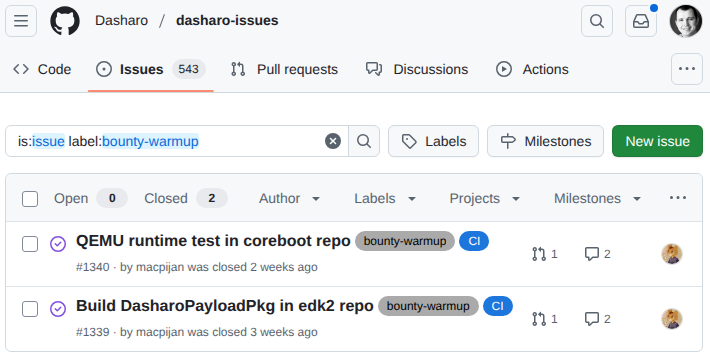 Dasharo / dasharo-issues
Code Issues 543 Pull requests Discussions Actions
is:issue label:bounty-warmup Labels Milestones New issue
Open 0 Closed 2 Author Labels Projects Milestones
QEMU runtime test in coreboot repo bounty-warmup CI 1 2
#1340 · by macpijan was closed 2 weeks ago
Build DasharoPayloadPkg in edk2 repo bounty-warmup CI 1 2
#1339 · by macpijan was closed 3 weeks ago